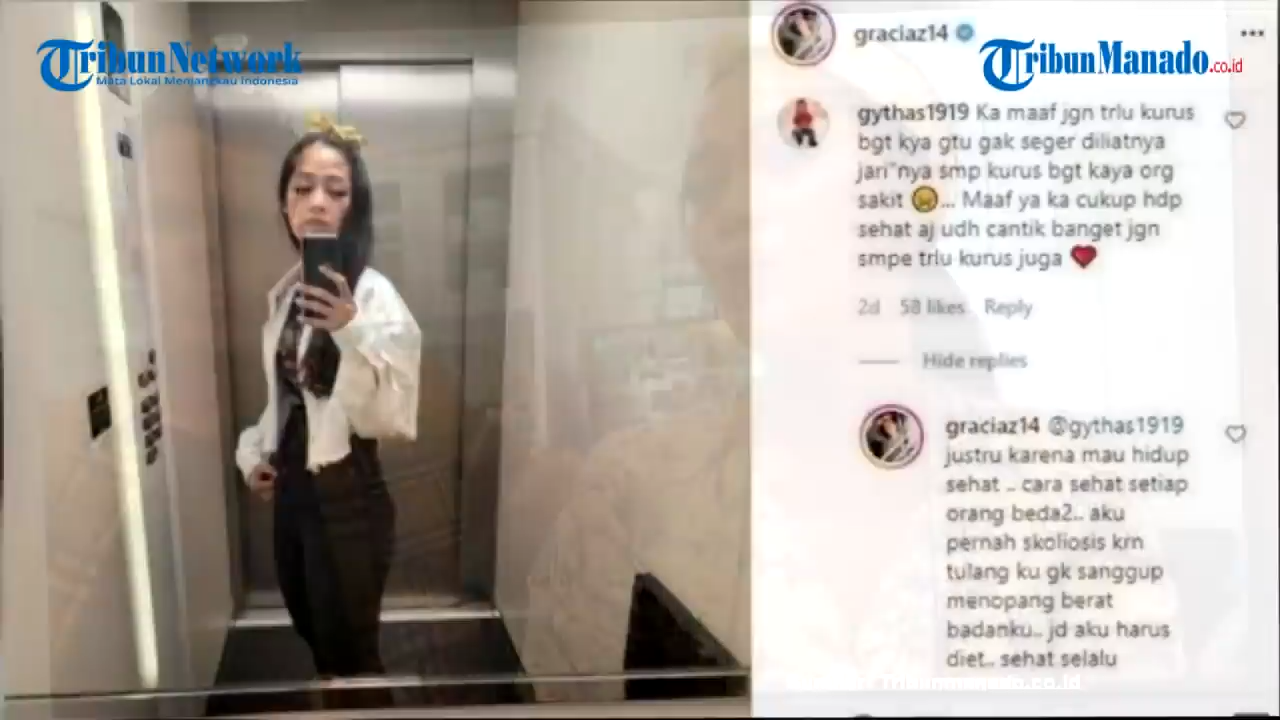 TribunNetwork
Mata Lokal Menjangkau Indonesia
graciaz14
TribunManado.co.id
gythas1919 Ka maaf jgn trlu kurus
bgt kya gtu gak seger diliatnya
jari"nya smp kurus bgt kaya org
sakit 😢... Maaf ya ka cukup hdp
sehat aj udh cantik banget jgn
smpe trlu kurus juga ❤️
2d 58 likes Reply
Hide replies
graciaz14 @gythas1919
justru karena mau hidup
sehat .. cara sehat setiap
orang beda2.. aku
pernah skoliosis krn
tulang ku gk sanggup
menopang berat
badanku.. jd aku harus
diet.. sehat selalu